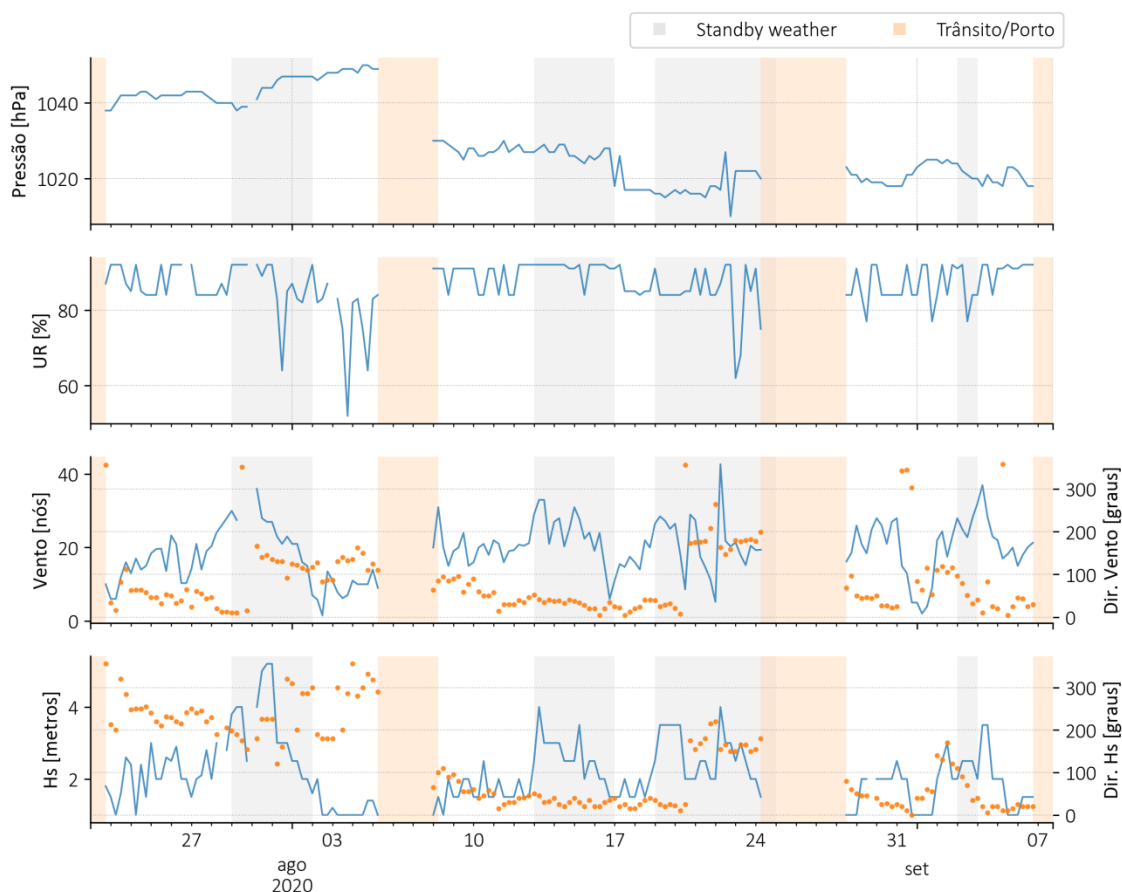 Standby weather Trânsito/Porto
1040
1020
Pressão [hPa]
80
60
UR [%]
40
20
0
Vento [nós]
300
200
100
0
Dir. Vento [graus]
4
2
Hs [metros]
300
200
100
0
Dir. Hs [graus]
27 03 10 17 24 31 07
ago set
2020